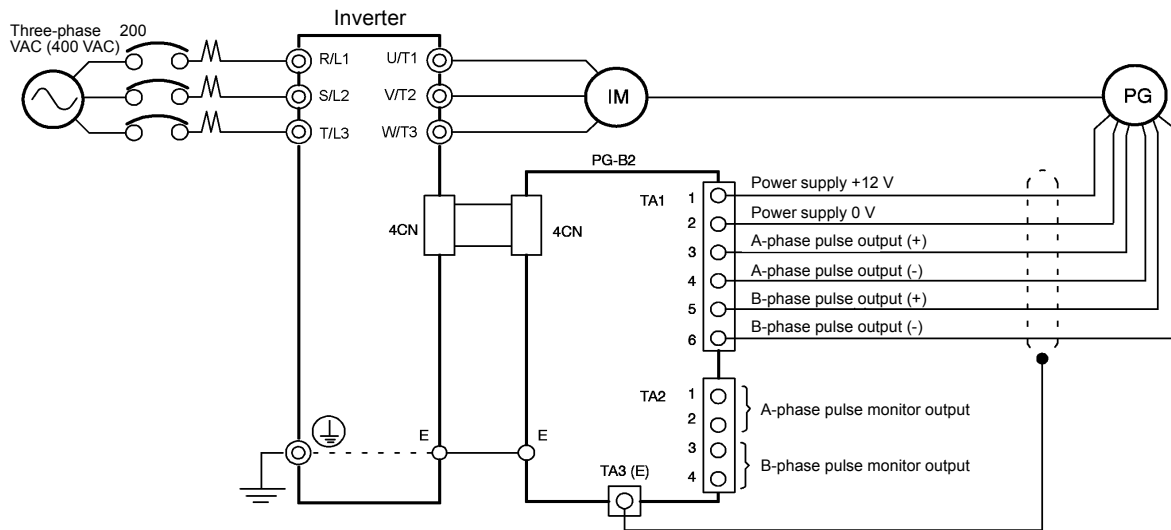 Inverter
Three-phase 200
VAC (400 VAC)
R/L1 U/T1
S/L2 V/T2
T/L3 W/T3
IM
PG
PG-B2
TA1
1 Power supply +12 V
2 Power supply 0 V
3 A-phase pulse output (+)
4 A-phase pulse output (-)
5 B-phase pulse output (+)
6 B-phase pulse output (-)
4CN 4CN
TA2
1
2
A-phase pulse monitor output
3
4
B-phase pulse monitor output
E E
TA3 (E)